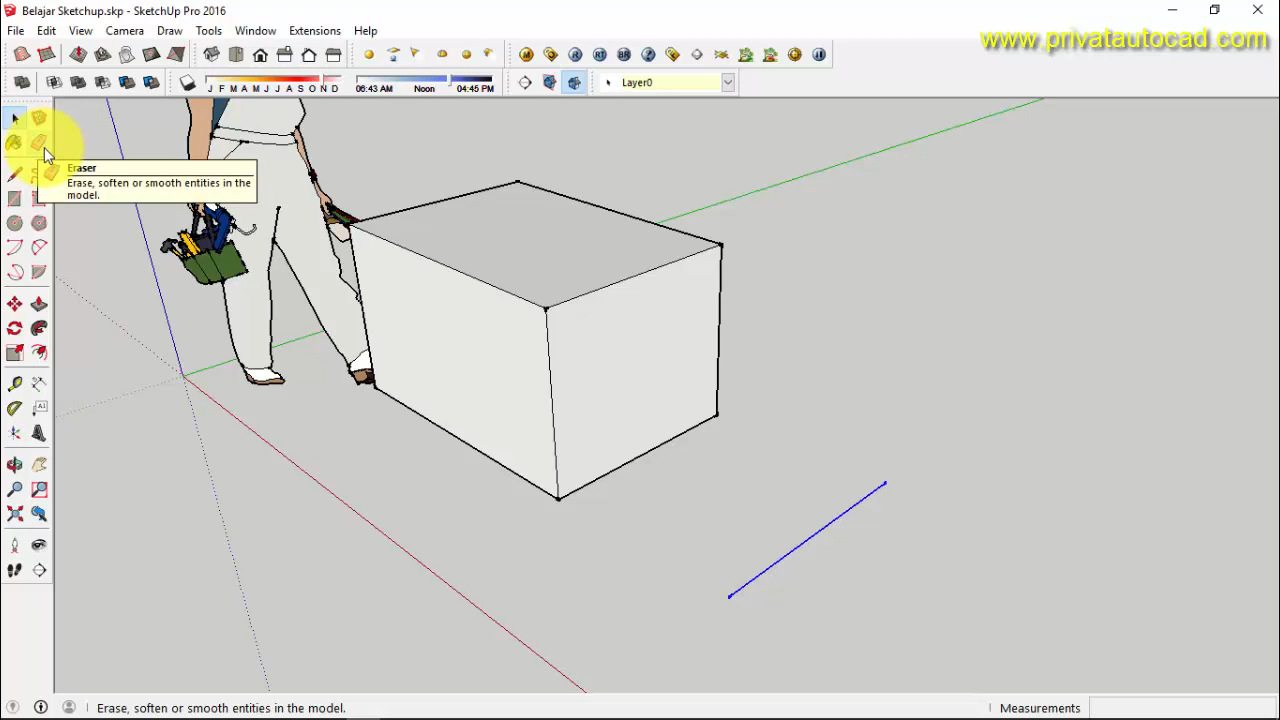 Belajar Sketchup.skp - SketchUp Pro 2016
File Edit View Camera Draw Tools Window Extensions Help
www.privatautocad.com
M R RT BR
J F M A M J J A S O N D 06:43 AM Noon 04:45 PM Layer0
Eraser
Erase, soften or smooth entities in the
model.
Erase, soften or smooth entities in the model. Measurements